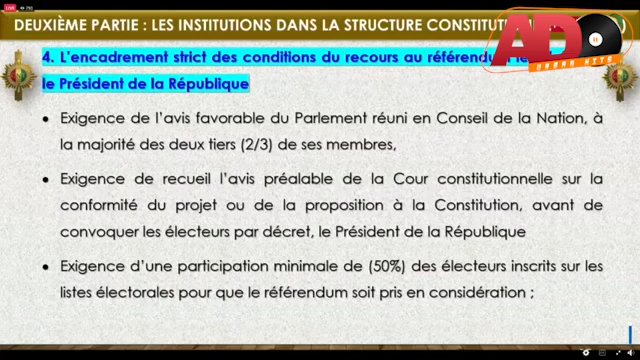 LIVE 793
DEUXIÈME PARTIE : LES INSTITUTIONS DANS LA STRUCTURE
4. L'encadrement strict des conditions du recours au
le Président de la République
• Exigence de l'avis favorable du Parlement réuni en Conseil de la Nation, à
la majorité des deux tiers (2/3) de ses membres,
• Exigence de recueil l'avis préalable de la Cour constitutionnelle sur la
conformité du projet ou de la proposition à la Constitution, avant de
convoquer les électeurs par décret, le Président de la République
• Exigence d'une participation minimale de (50%) des électeurs inscrits sur les
listes électorales pour que le référendum soit pris en considération ;
AD
URBAN HITS